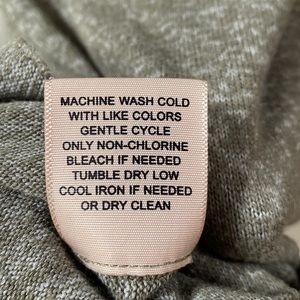 MACHINE WASH COLD
WITH LIKE COLORS
GENTLE CYCLE
ONLY NON-CHLORINE
BLEACH IF NEEDED
TUMBLE DRY LOW
COOL IRON IF NEEDED
OR DRY CLEAN